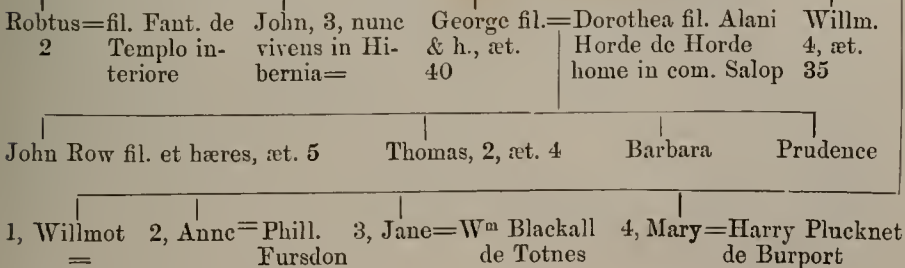 Robtus=fil. Fant. de John, 3, nunc George fil.=Dorothea fil. Alani Willm.
2 Templo in- vivens in Hi- & h., æt. Horde de Horde 4, æt.
teriore bernia= 40 home in com. Salop 35
John Row fil. et hæres, æt. 5 Thomas, 2, æt. 4 Barbara Prudence
1, Willmot 2, Anne=Phill. 3, Jane=Wm Blackall 4, Mary=Harry Plucknet
= Fursdon de Totnes de Burport